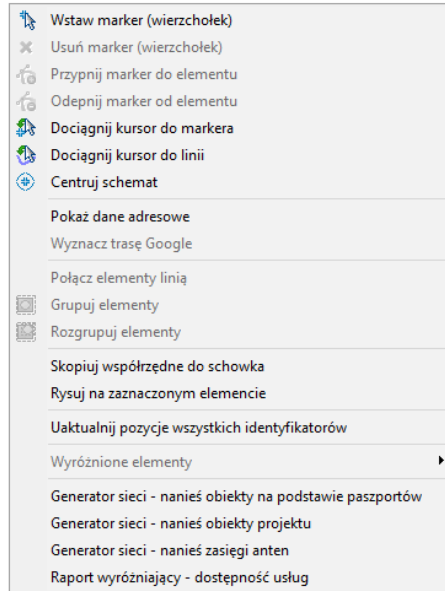 Wstaw marker (wierzchołek)
Usuń marker (wierzchołek)
Przypnij marker do elementu
Odepnij marker od elementu
Dociągnij kursor do markera
Dociągnij kursor do linii
Centruj schemat
Pokaż dane adresowe
Wyznacz trasę Google
Połącz elementy linią
Grupuj elementy
Rozgrupuj elementy
Skopiuj współrzędne do schowka
Rysuj na zaznaczonym elemencie
Uaktualnij pozycje wszystkich identyfikatorów
Wyróżnione elementy
Generator sieci - nanieś obiekty na podstawie paszportów
Generator sieci - nanieś obiekty projektu
Generator sieci - nanieś zasięgi anten
Raport wyróżniający - dostępność usług